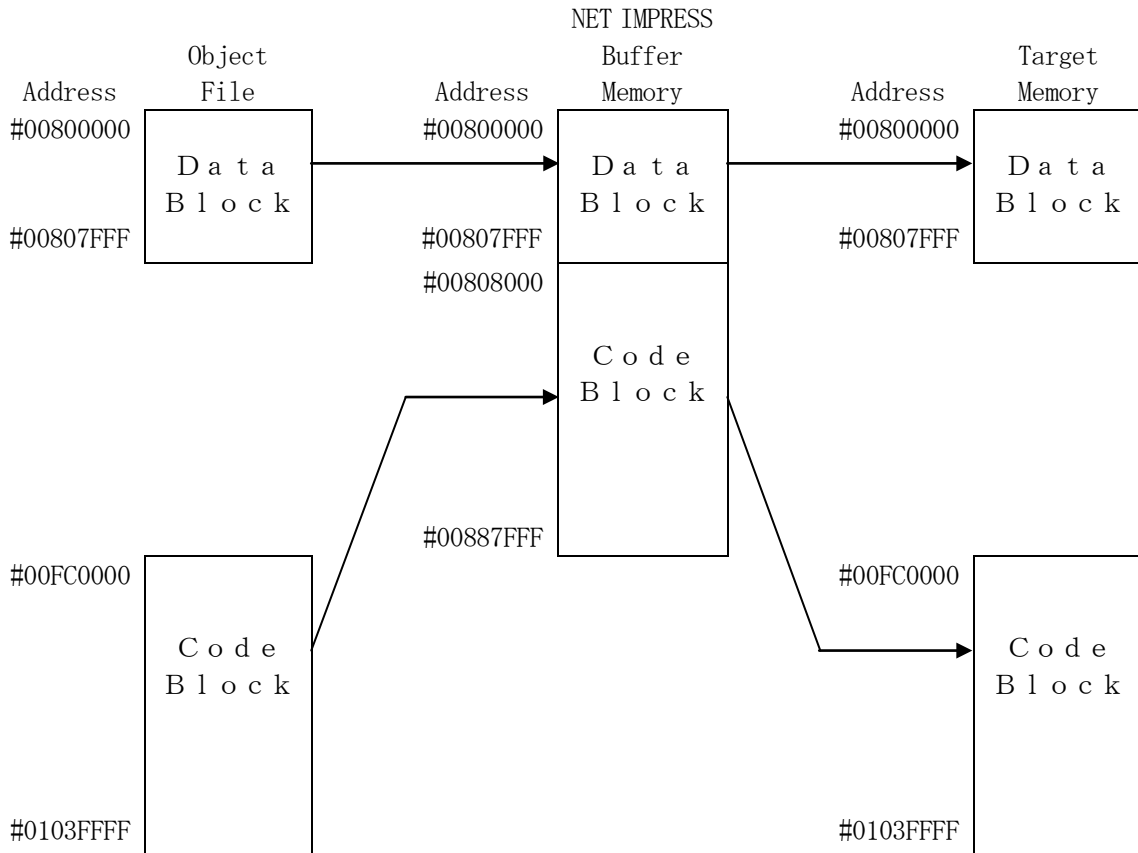 NET IMPRESS
Object Buffer Target
Address File Address Memory Address Memory
#00800000 #00800000 #00800000
Ｄａｔａ Ｄａｔａ Ｄａｔａ
Ｂｌｏｃｋ Ｂｌｏｃｋ Ｂｌｏｃｋ
#00807FFF #00807FFF #00807FFF
#00808000
Ｃｏｄｅ
Ｂｌｏｃｋ
#00887FFF
#00FC0000 #00FC0000
Ｃｏｄｅ Ｃｏｄｅ
Ｂｌｏｃｋ Ｂｌｏｃｋ
#0103FFFF #0103FFFF